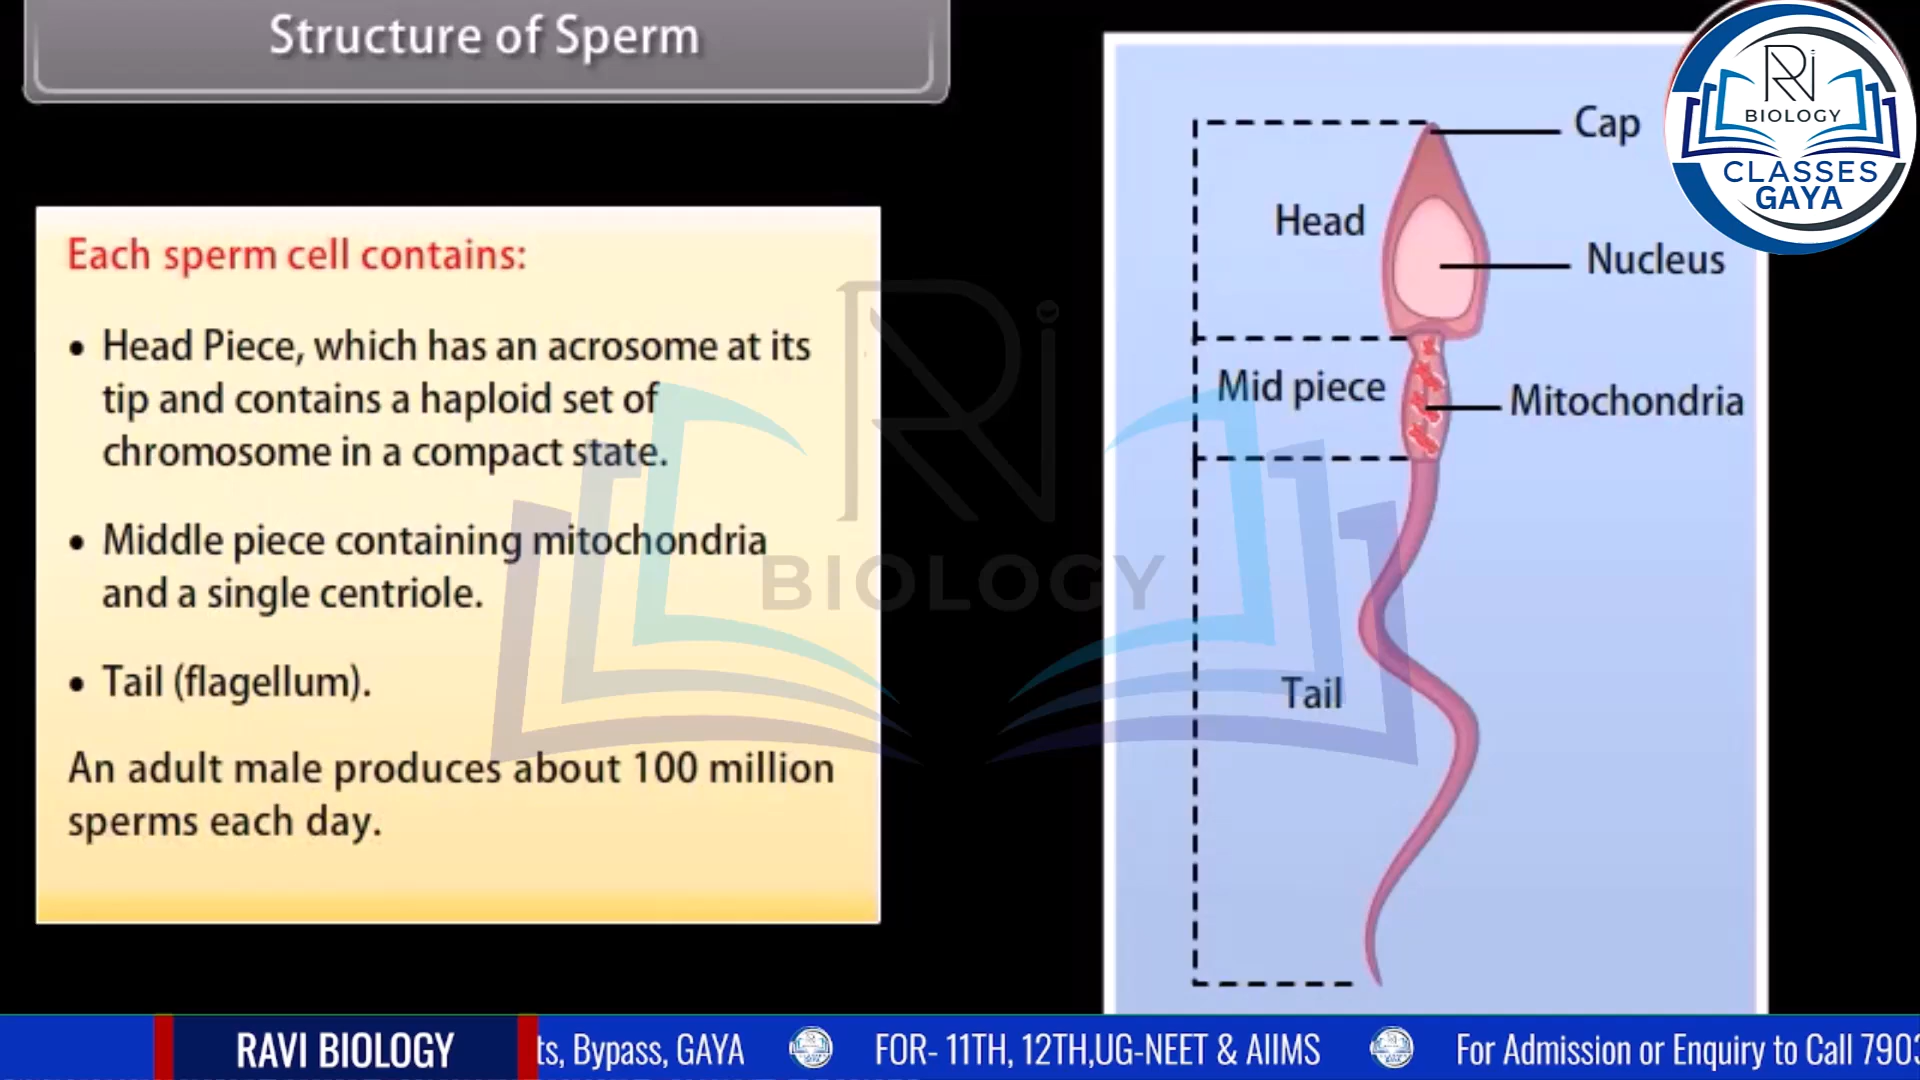 Structure of Sperm
Each sperm cell contains:
• Head Piece, which has an acrosome at its
tip and contains a haploid set of
chromosome in a compact state.
• Middle piece containing mitochondria
and a single centriole.
• Tail (flagellum).
An adult male produces about 100 million
sperms each day.
Cap
Head
Nucleus
Mid piece
Mitochondria
Tail
BIOLOGY
CLASSES
GAYA
BIOLOGY
RAVI BIOLOGY
Bypass, GAYA
FOR- 11TH, 12TH,UG-NEET & AIIMS
For Admission or Enquiry to Call 790